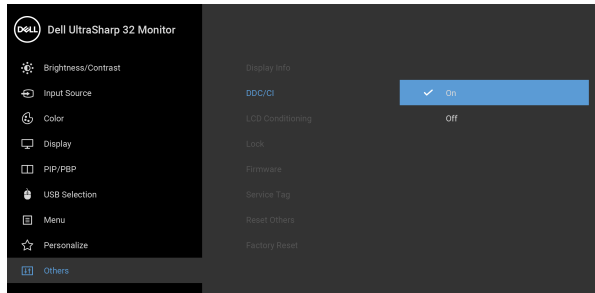 DELL Dell UltraSharp 32 Monitor
Brightness/Contrast
Input Source
Color
Display
PIP/PBP
USB Selection
Menu
Personalize
Others
Display Info
DDC/CI
LCD Conditioning
Lock
Firmware
Service Tag
Reset Others
Factory Reset
On
Off